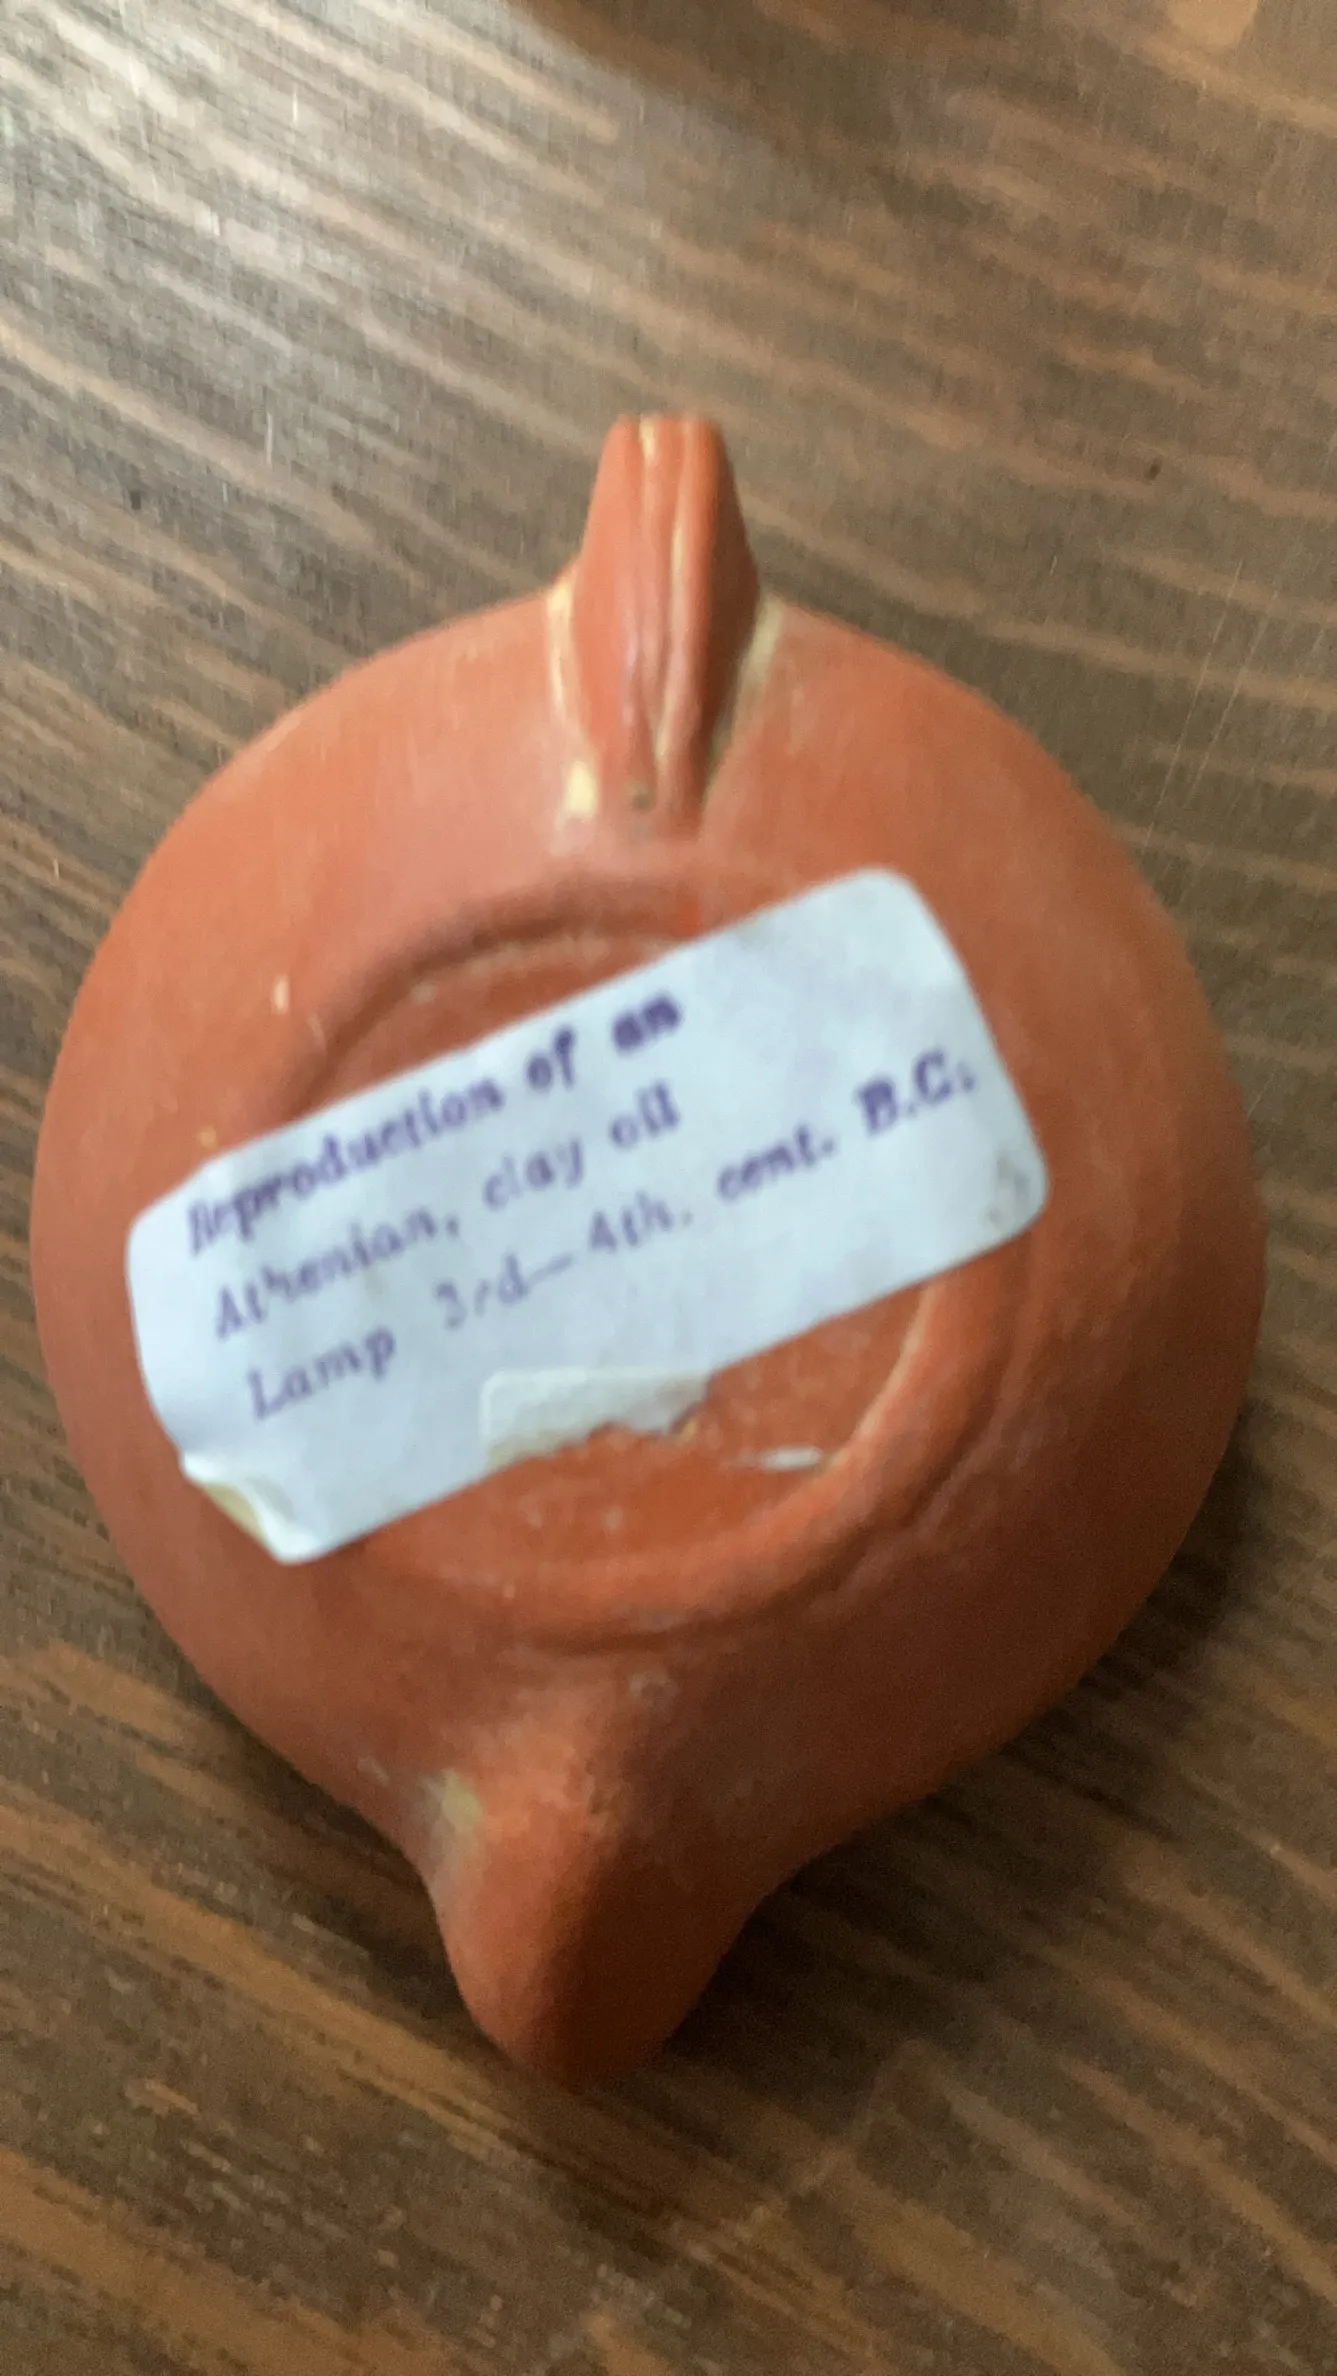 Reproduction of an
Athenian, clay oil
Lamp 3rd—4th. cent. B.C.